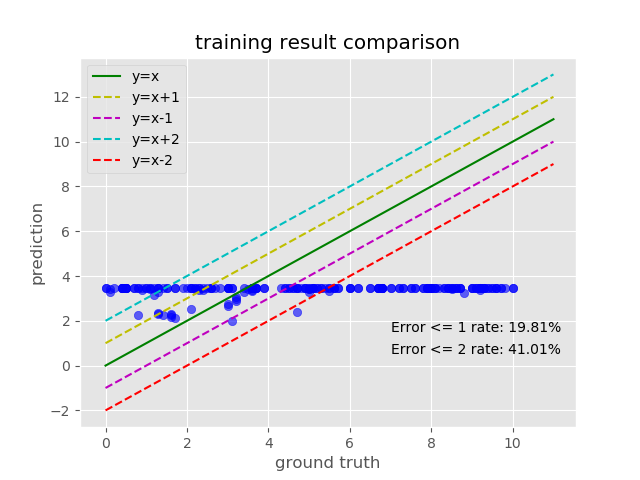 training result comparison
y=x
y=x+1
y=x-1
y=x+2
y=x-2
12
10
8
6
4
2
0
−2
prediction
Error <= 1 rate: 19.81%
Error <= 2 rate: 41.01%
0 2 4 6 8 10
ground truth